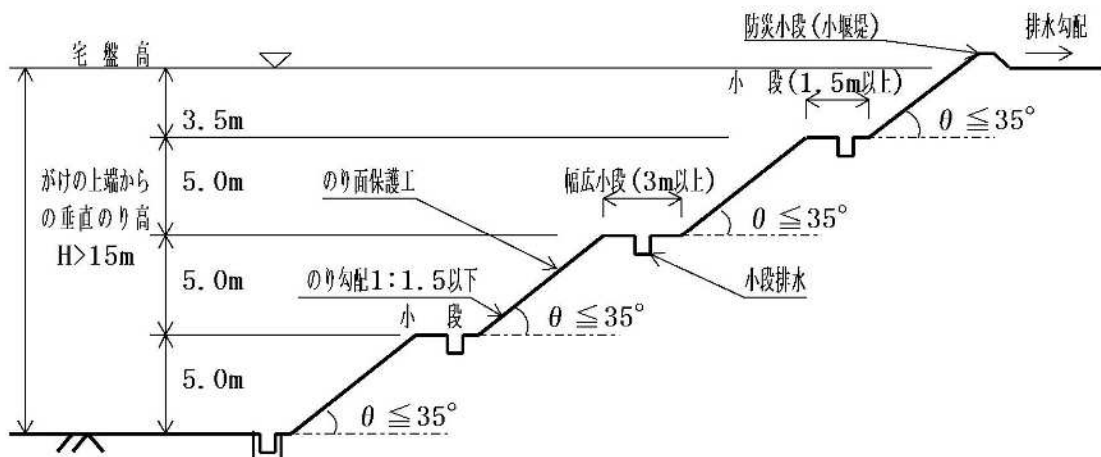 防災小段(小堰堤)
排水勾配
宅盤高
小段(1.5m以上)
3.5m
θ≦35°
がけの上端から
の垂直のり高
H>15m
5.0m
のり面保護工
幅広小段(3m以上)
θ≦35°
5.0m
のり勾配1:1.5以下
小段排水
小段
θ≦35°
5.0m
θ≦35°